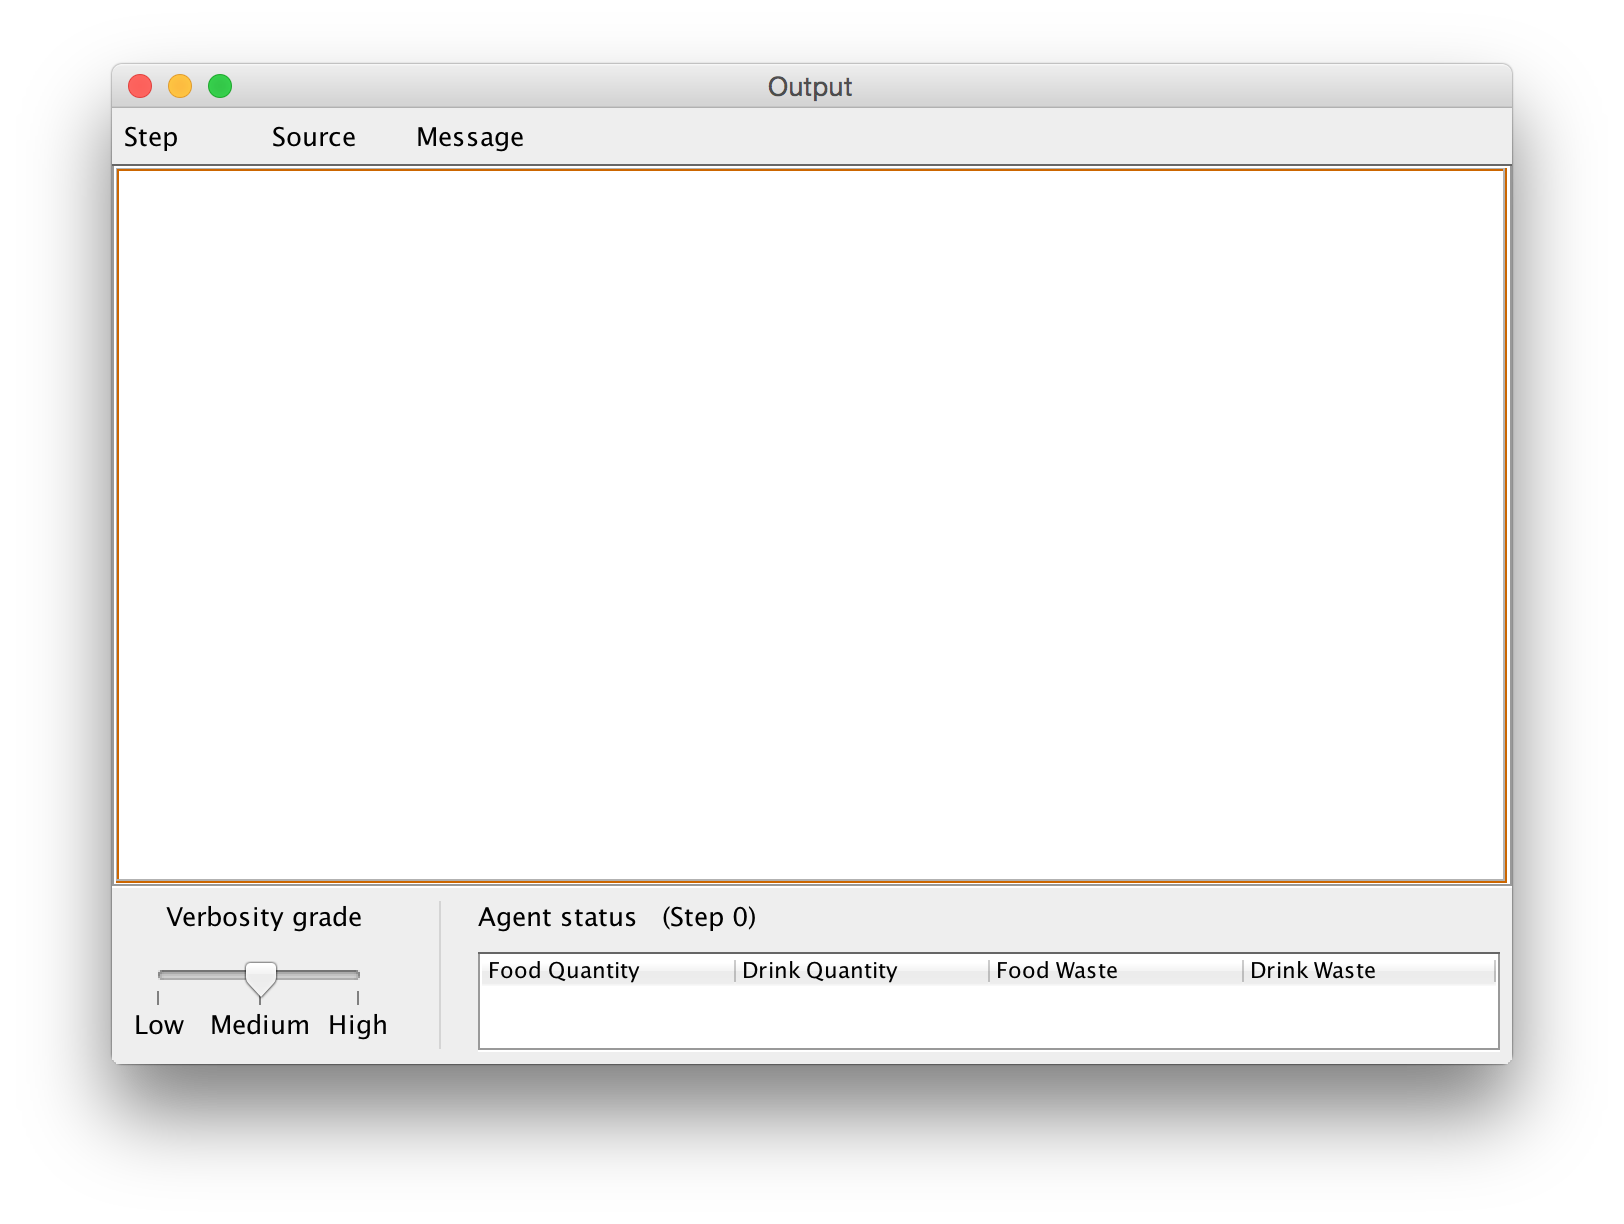 Output
Step Source Message
Verbosity grade
Low Medium High
Agent status (Step 0)
Food Quantity Drink Quantity Food Waste Drink Waste